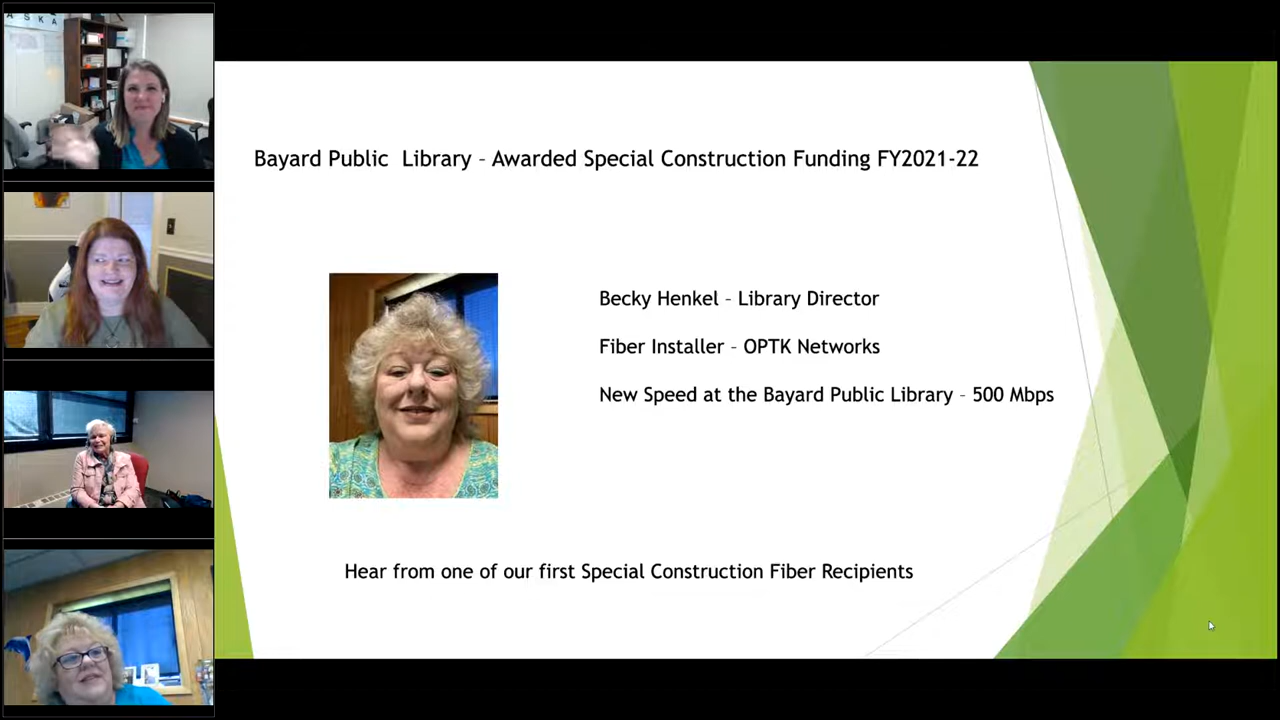 ASKA
Bayard Public Library – Awarded Special Construction Funding FY2021-22
Becky Henkel – Library Director
Fiber Installer – OPTK Networks
New Speed at the Bayard Public Library – 500 Mbps
Hear from one of our first Special Construction Fiber Recipients